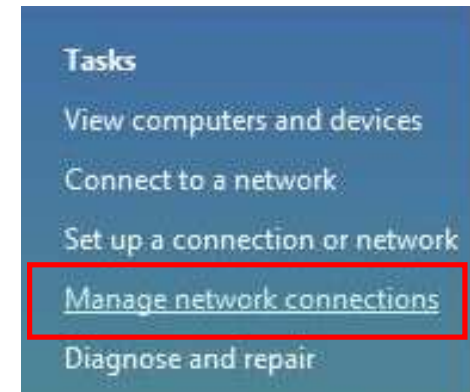 Tasks
View computers and devices
Connect to a network
Set up a connection or network
Manage network connections
Diagnose and repair